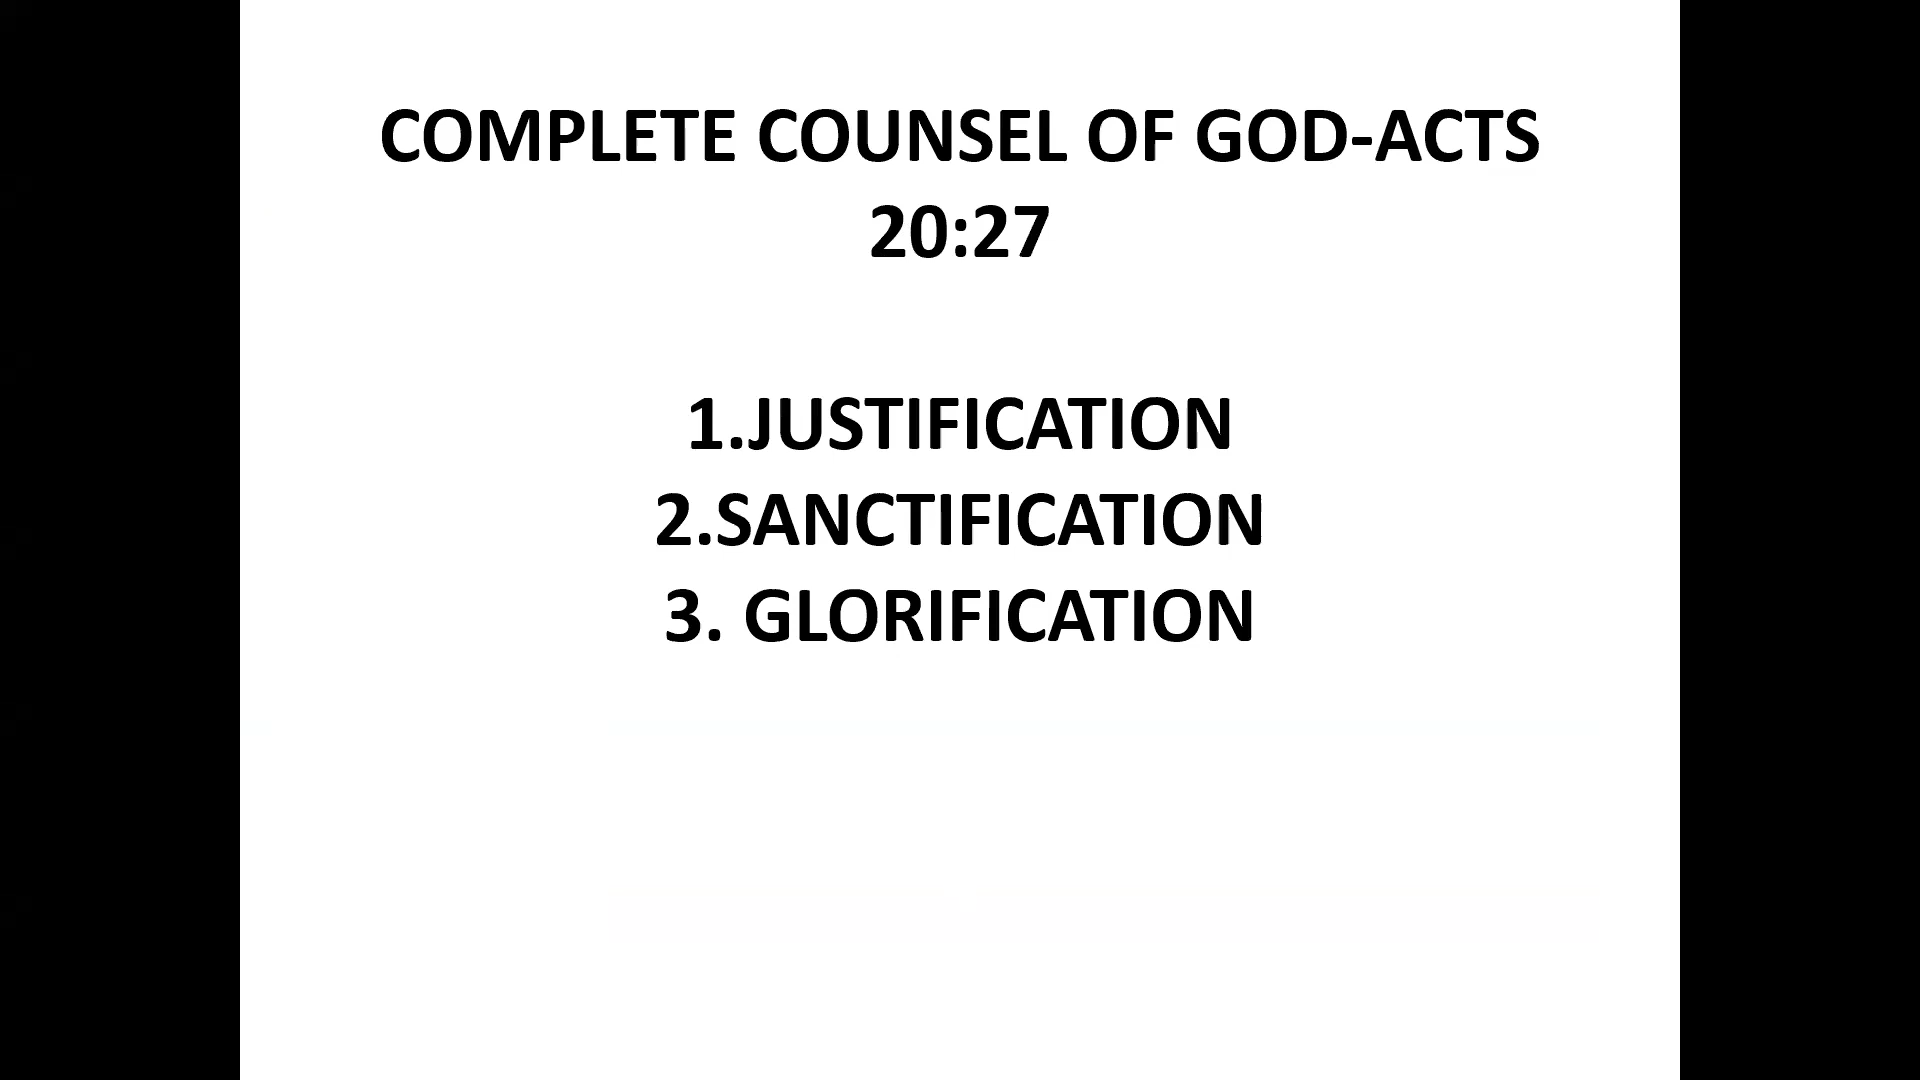 COMPLETE COUNSEL OF GOD-ACTS
20:27
1.JUSTIFICATION
2.SANCTIFICATION
3. GLORIFICATION